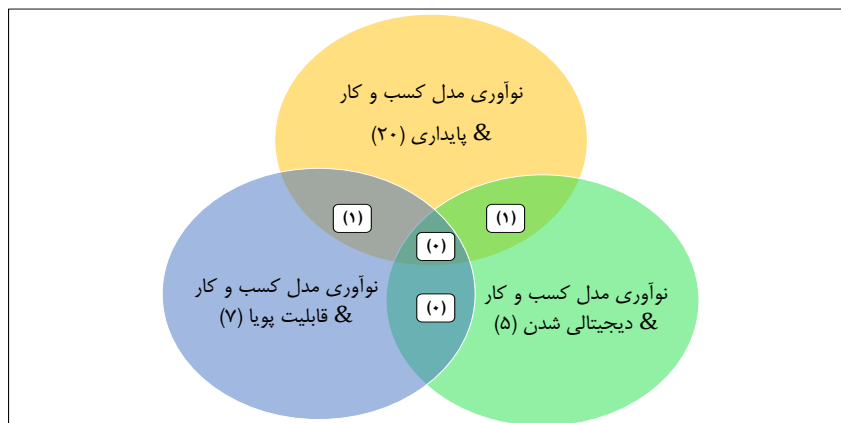 نوآوری مدل کسب و کار
& پایداری (۲۰)
(۱)
(۱)
(۰)
نوآوری مدل کسب و کار
& دیجیتالی شدن (۵)
(۰)
نوآوری مدل کسب و کار
& قابلیت پویا (۷)